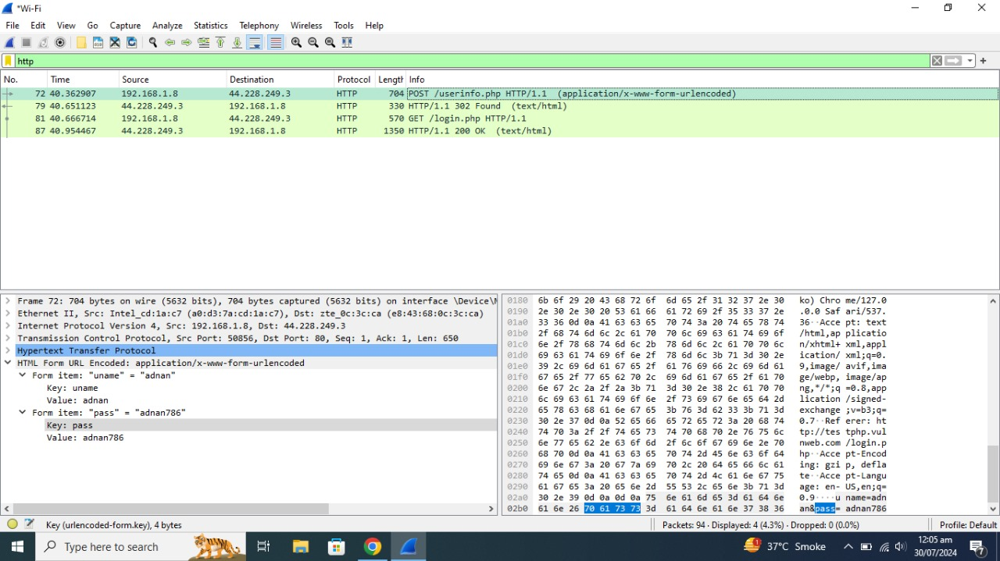 *Wi-Fi
File Edit View Go Capture Analyze Statistics Telephony Wireless Tools Help
http
No. Time Source Destination Protocol Length Info
72 40.362907 192.168.1.8 44.228.249.3 HTTP 704 POST /userinfo.php HTTP/1.1 (application/x-www-form-urlencoded)
79 40.651123 44.228.249.3 192.168.1.8 HTTP 330 HTTP/1.1 302 Found (text/html)
81 40.666714 192.168.1.8 44.228.249.3 HTTP 570 GET /login.php HTTP/1.1
87 40.954467 44.228.249.3 192.168.1.8 HTTP 1350 HTTP/1.1 200 OK (text/html)
Frame 72: 704 bytes on wire (5632 bits), 704 bytes captured (5632 bits) on interface \Device\
Ethernet II, Src: Intel_cd:1a:c7 (a0:d3:7a:cd:1a:c7), Dst: zte_0c:3c:ca (e8:43:68:0c:3c:ca)
Internet Protocol Version 4, Src: 192.168.1.8, Dst: 44.228.249.3
Transmission Control Protocol, Src Port: 50856, Dst Port: 80, Seq: 1, Ack: 1, Len: 650
Hypertext Transfer Protocol
HTML Form URL Encoded: application/x-www-form-urlencoded
Form item: "uname" = "adnan"
Key: uname
Value: adnan
Form item: "pass" = "adnan786"
Key: pass
Value: adnan786
0180 6b 6f 29 20 43 68 72 6f 6d 65 2f 31 32 37 2e 30 ko) Chro me/127.0
0190 2e 30 2e 30 20 53 61 66 61 72 69 2f 35 33 37 2e .0.0 Saf ari/537.
01a0 33 36 0d 0a 41 63 63 65 70 74 3a 20 74 65 78 74 36··Acce pt: text
01b0 2f 68 74 6d 6c 2c 61 70 70 6c 69 63 61 74 69 6f /html,ap plicatio
01c0 6e 2f 78 68 74 6d 6c 2b 78 6d 6c 2c 61 70 70 6c n/xhtml+ xml,appl
01d0 69 63 61 74 69 6f 6e 2f 78 6d 6c 3b 71 3d 30 2e ication/ xml;q=0.
01e0 39 2c 69 6d 61 67 65 2f 61 76 69 66 2c 69 6d 61 9,image/ avif,ima
01f0 67 65 2f 77 65 62 70 2c 69 6d 61 67 65 2f 61 70 ge/webp, image/ap
0200 6e 67 2c 2a 2f 2a 3b 71 3d 30 2e 38 2c 61 70 70 ng,*/*;q =0.8,app
0210 6c 69 63 61 74 69 6f 6e 2f 73 69 67 6e 65 64 2d lication /signed-
0220 65 78 63 68 61 6e 67 65 3b 76 3d 62 33 3b 71 3d exchange ;v=b3;q=
0230 30 2e 37 0d 0a 52 65 66 65 72 65 72 3a 20 68 74 0.7··Ref erer: ht
0240 74 70 3a 2f 2f 74 65 73 74 70 68 70 2e 76 75 6c tp://tes tphp.vul
0250 6e 77 65 62 2e 63 6f 6d 2f 6c 6f 67 69 6e 2e 70 nweb.com /login.p
0260 68 70 0d 0a 41 63 63 65 70 74 2d 45 6e 63 6f 64 hp··Acce pt-Encod
0270 69 6e 67 3a 20 67 7a 69 70 2c 20 64 65 66 6c 61 ing: gzi p, defla
0280 74 65 0d 0a 41 63 63 65 70 74 2d 4c 61 6e 67 75 te··Acce pt-Langu
0290 61 67 65 3a 20 65 6e 2d 55 53 2c 65 6e 3b 71 3d age: en- US,en;q=
02a0 30 2e 39 0d 0a 0d 0a 75 6e 61 6d 65 3d 61 64 6e 0.9····u name=adn
02b0 61 6e 26 70 61 73 73 3d 61 64 6e 61 6e 37 38 36 an&pass= adnan786
Key (urlencoded-form.key), 4 bytes Packets: 94 · Displayed: 4 (4.3%) · Dropped: 0 (0.0%) Profile: Default
Type here to search 37°C Smoke 12:05 am
30/07/2024
7